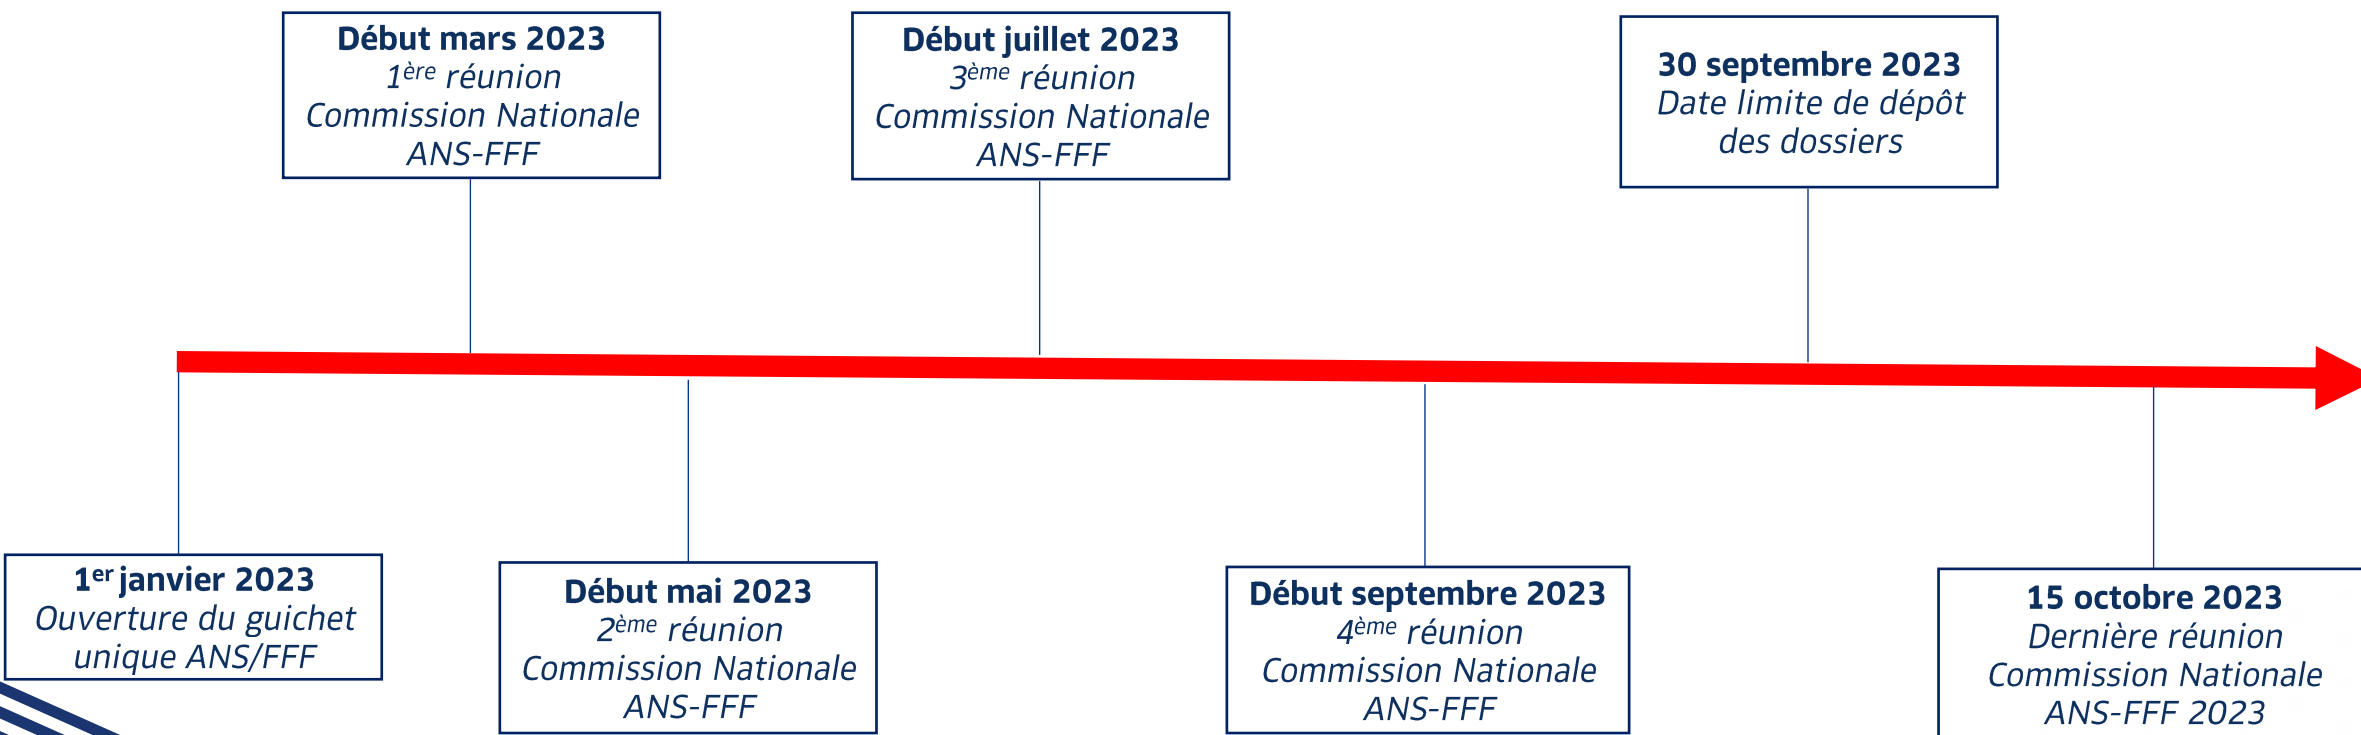 Début mars 2023
1ère réunion
Commission Nationale
ANS-FFF
Début juillet 2023
3ème réunion
Commission Nationale
ANS-FFF
30 septembre 2023
Date limite de dépôt
des dossiers
1er janvier 2023
Ouverture du guichet
unique ANS/FFF
Début mai 2023
2ème réunion
Commission Nationale
ANS-FFF
Début septembre 2023
4ème réunion
Commission Nationale
ANS-FFF
15 octobre 2023
Dernière réunion
Commission Nationale
ANS-FFF 2023